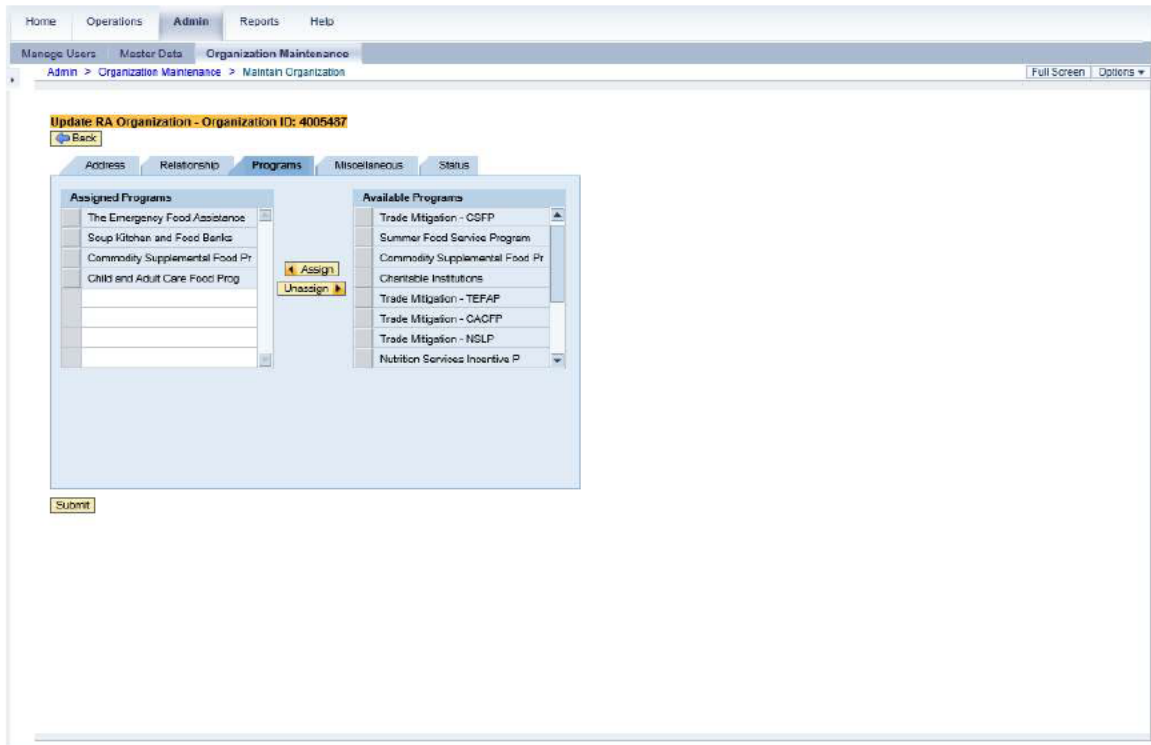 Home Operations Admin Reports Help
Manage Users Master Data Organization Maintenance
Admin > Organization Maintenance > Maintain Organization
Full Screen Options
Update RA Organization - Organization ID: 4005487
Back
Address Relationship Programs Miscellaneous Status
Assigned Programs
The Emergency Food Assistance
Soup Kitchen and Food Banks
Commodity Supplemental Food Pr
Child and Adult Care Food Prog
Assign
Unassign
Available Programs
Trade Mitigation - CSFP
Summer Food Service Program
Commodity Supplemental Food Pr
Charitable Institutions
Trade Mitigation - TEFAP
Trade Mitigation - CACFP
Trade Mitigation - NSLP
Nutrition Services Incentive P
Submit